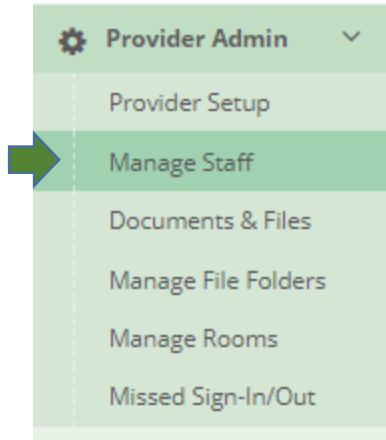 Provider Admin
Provider Setup
Manage Staff
Documents & Files
Manage File Folders
Manage Rooms
Missed Sign-In/Out